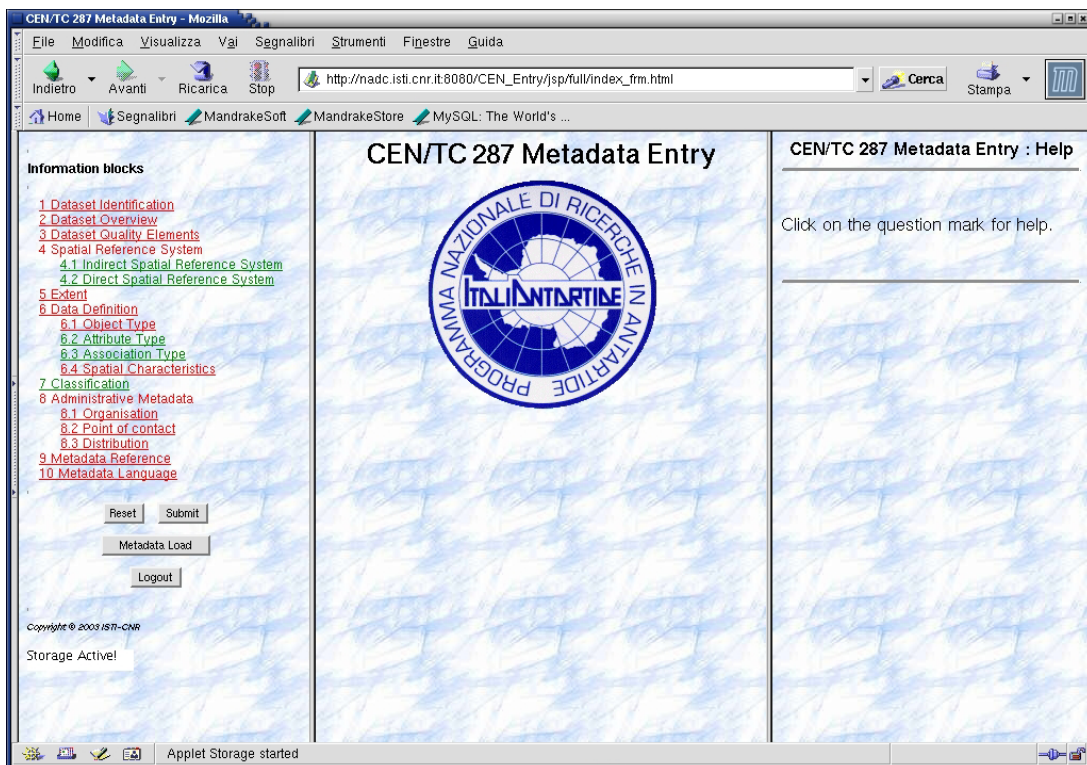 CEN/TC 287 Metadata Entry - Mozilla
File Modifica Visualizza Vai Segnalibri Strumenti Finestre Guida
Indietro Avanti Ricarica Stop http://nadc.isti.cnr.it:8080/CEN_Entry/jsp/full/index_frm.html Cerca Stampa
Home Segnalibri MandrakeSoft MandrakeStore MySQL: The World's ...
Information blocks
1 Dataset Identification
2 Dataset Overview
3 Dataset Quality Elements
4 Spatial Reference System
4.1 Indirect Spatial Reference System
4.2 Direct Spatial Reference System
5 Extent
6 Data Definition
6.1 Object Type
6.2 Attribute Type
6.3 Association Type
6.4 Spatial Characteristics
7 Classification
8 Administrative Metadata
8.1 Organisation
8.2 Point of contact
8.3 Distribution
9 Metadata Reference
10 Metadata Language
Reset Submit
Metadata Load
Logout
Copyright © 2003 ISTI-CNR
Storage Active!
CEN/TC 287 Metadata Entry
PROGRAMMA NAZIONALE DI RICERCHE IN ANTARTIDE
ITALIANTARTIDE
CEN/TC 287 Metadata Entry : Help
Click on the question mark for help.
Applet Storage started